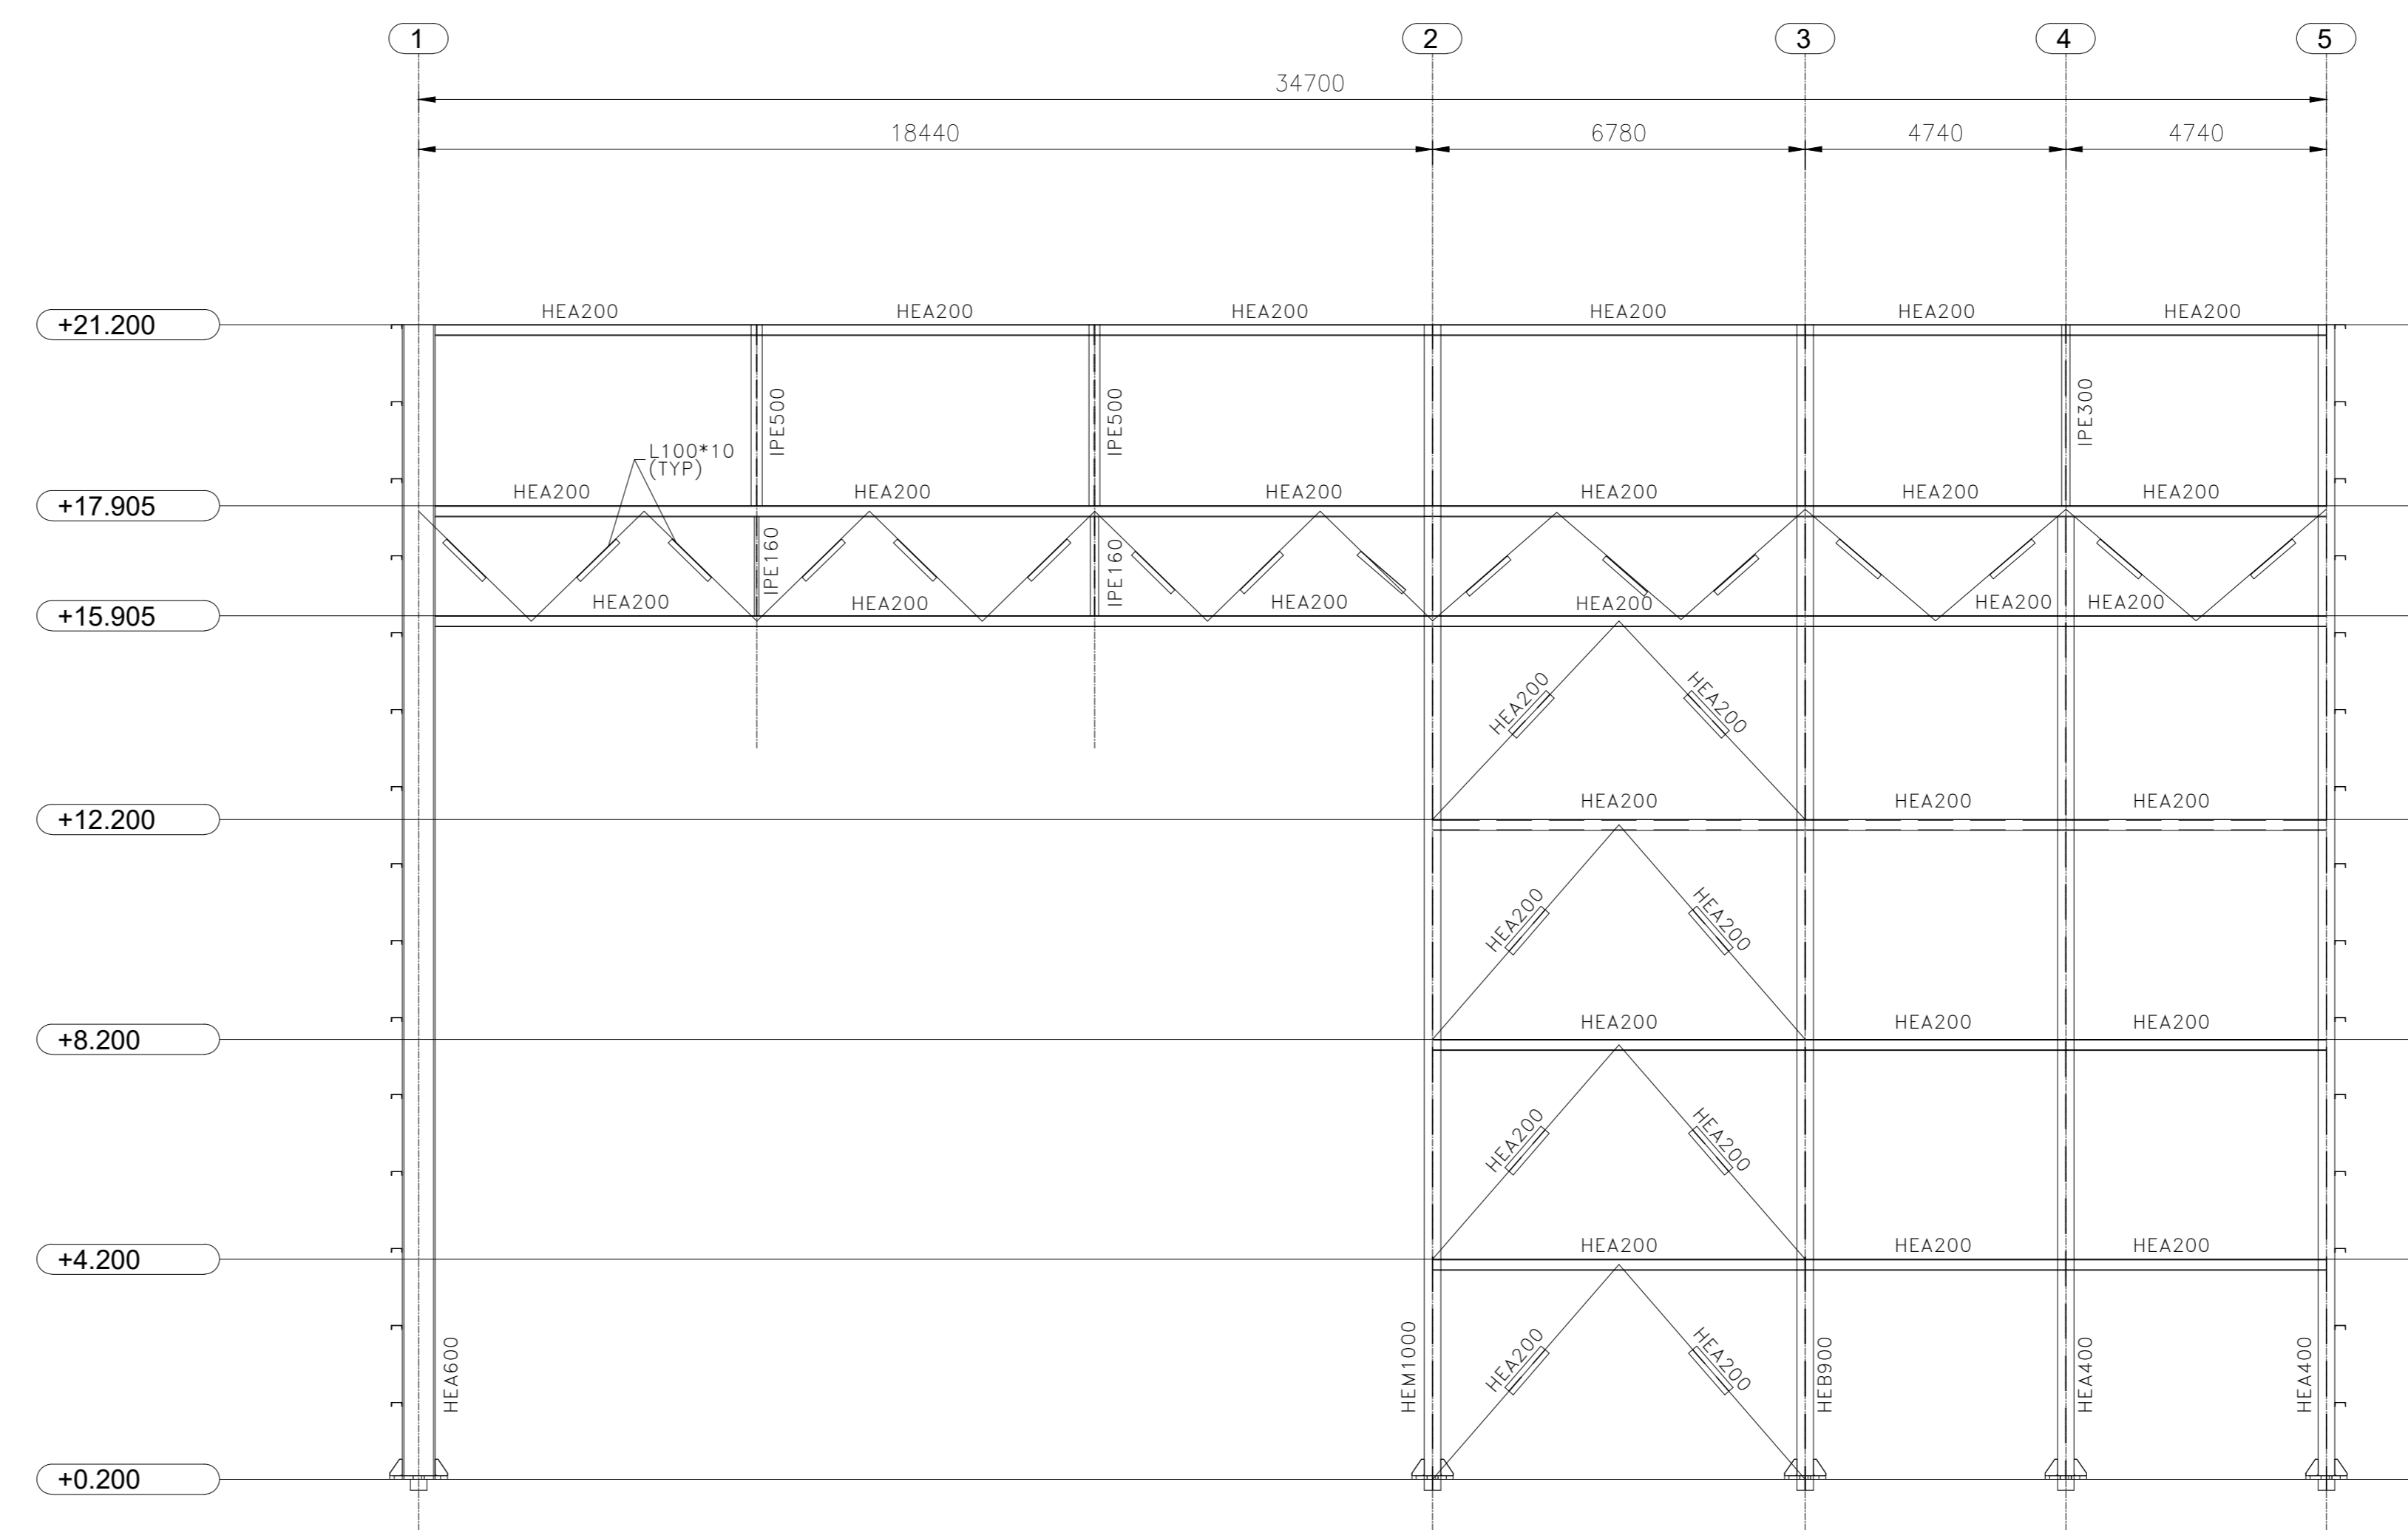 1 2 3 4 5
34700
18440 6780 4740 4740
+21.200 HEA200 HEA200 HEA200 HEA200 HEA200 HEA200
IPE500 IPE500 IPE300
L100*10
(TYP)
+17.905 HEA200 HEA200 HEA200 HEA200 HEA200 HEA200
IPE160 IPE160
+15.905 HEA200 HEA200 HEA200 HEA200 HEA200 HEA200
HEA200 HEA200
+12.200 HEA200 HEA200 HEA200
HEA200 HEA200
+8.200 HEA200 HEA200 HEA200
HEA200 HEA200
+4.200 HEA200 HEA200 HEA200
HEA200 HEA200
HEA600 HEM1000 HEB900 HEA400 HEA400
+0.200